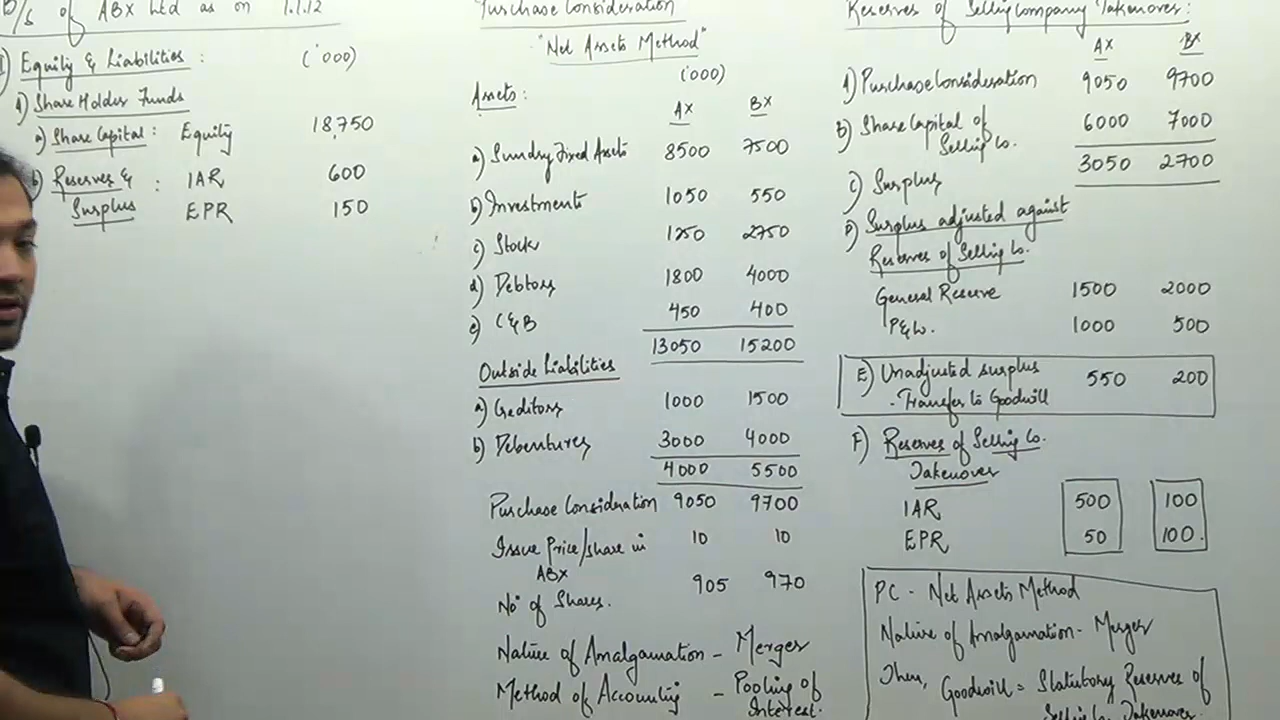 B/S of ABX Ltd as on 1.1.12
1) Equity & Liabilities : ('000)
1) Share Holder Funds
a) Share Capital : Equity 18,750
b) Reserves & : IAR 600
Surplus EPR 150
Purchase Consideration
"Net Assets Method"
('000)
Assets : AX BX
a) Sundry Fixed Assets 8500 7500
b) Investments 1050 550
c) Stock 1250 2750
d) Debtors 1800 4000
e) C&B 450 400
13050 15200
Outside Liabilities
a) Creditors 1000 1500
b) Debentures 3000 4000
4000 5500
Purchase Consideration 9050 9700
Issue Price/share in 10 10
ABX
No° of Shares. 905 970
Nature of Amalgamation - Merger
Method of Accounting - Pooling of
Interest.
Reserves of Selling Company Takenover :
AX BX
A) Purchase Consideration 9050 9700
B) Share Capital of 6000 7000
Selling Co.
C) Surplus 3050 2700
D) Surplus adjusted against
Reserves of Selling Co.
General Reserve 1500 2000
P&L. 1000 500
E) Unadjusted surplus 550 200
- Transfer to Goodwill
F) Reserves of Selling Co.
Takenover
IAR 500 100
EPR 50 100.
PC - Net Assets Method
Nature of Amalgamation - Merger
Then, Goodwill = Statutory Reserves of
Selling Co. Takenover.